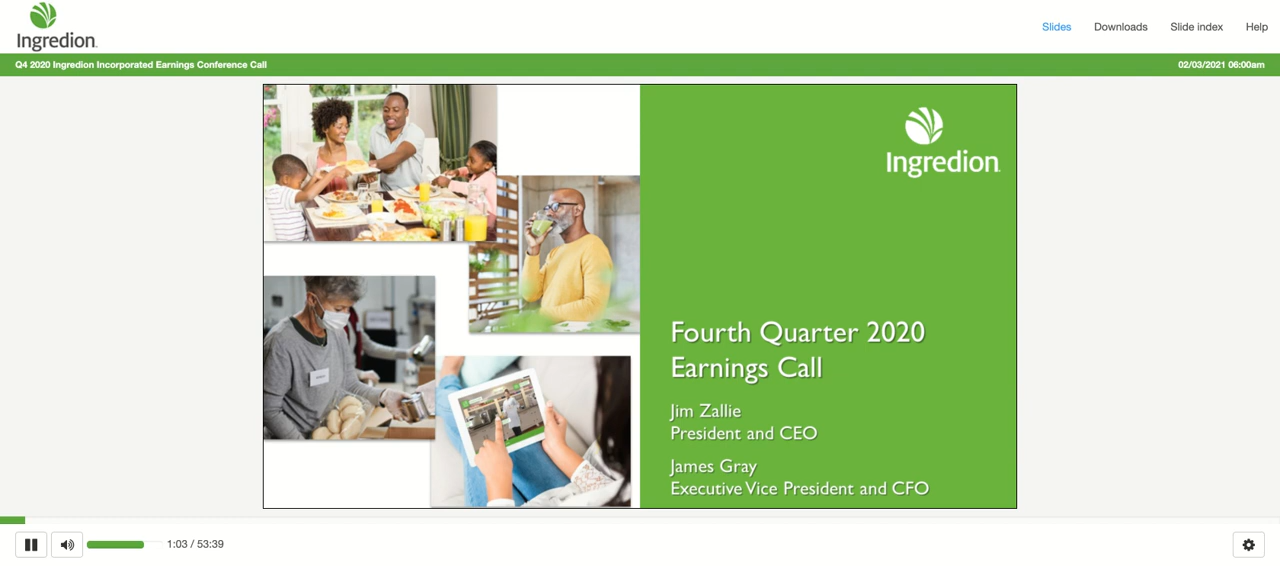 Ingredion
Slides
Downloads
Slide index
Help
Q4 2020 Ingredion Incorporated Earnings Conference Call
02/03/2021 06:00am
Ingredion
Fourth Quarter 2020
Earnings Call
Jim Zallie
President and CEO
James Gray
Executive Vice President and CFO
1:03 / 53:39